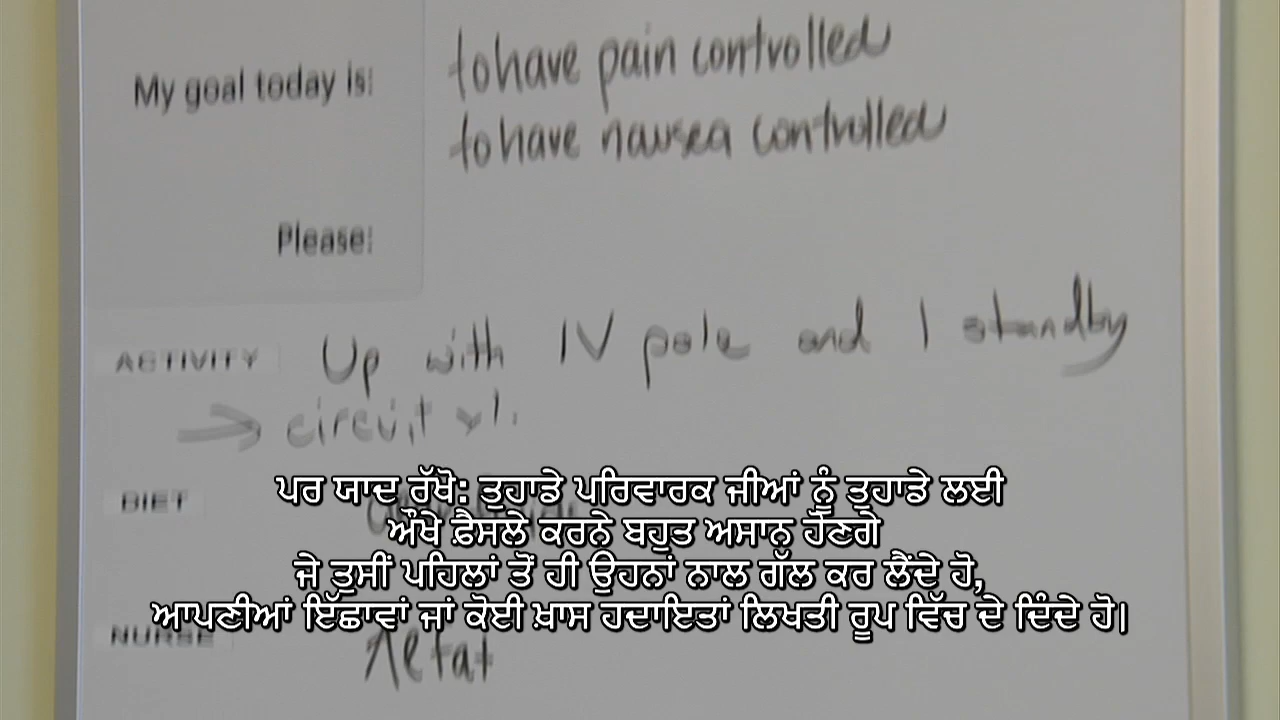 My goal today is: to have pain controlled
to have nausea controlled
Please:
ACTIVITY Up with IV pole and 1 standby
→ circuit x1.
DIET
ਪਰ ਯਾਦ ਰੱਖੋ: ਤੁਹਾਡੇ ਪਰਿਵਾਰਕ ਜੀਆਂ ਨੂੰ ਤੁਹਾਡੇ ਲਈ
ਔਖੇ ਫ਼ੈਸਲੇ ਕਰਨੇ ਬਹੁਤ ਅਸਾਨ ਹੋਣਗੇ
ਜੇ ਤੁਸੀਂ ਪਹਿਲਾਂ ਤੋਂ ਹੀ ਉਹਨਾਂ ਨਾਲ ਗੱਲ ਕਰ ਲੈਂਦੇ ਹੋ,
ਆਪਣੀਆਂ ਇੱਛਾਵਾਂ ਜਾਂ ਕੋਈ ਖ਼ਾਸ ਹਦਾਇਤਾਂ ਲਿਖਤੀ ਰੂਪ ਵਿੱਚ ਦੇ ਦਿੰਦੇ ਹੋ।
NURSE